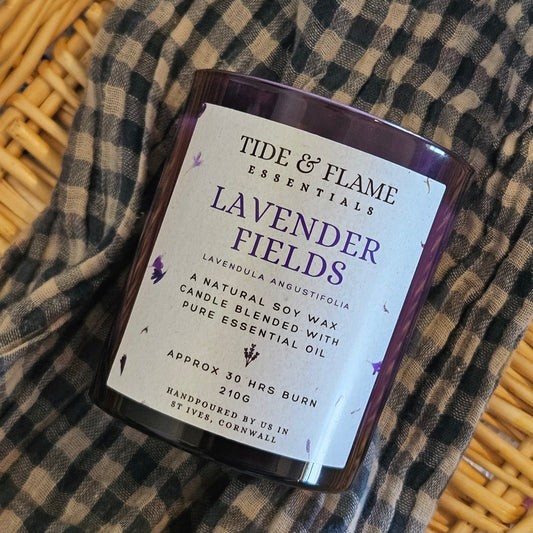 TIDE & FLAME
ESSENTIALS
LAVENDER
FIELDS
LAVENDULA ANGUSTIFOLIA
A NATURAL SOY WAX
CANDLE BLENDED WITH
PURE ESSENTIAL OIL
APPROX 30 HRS BURN
210G
HANDPOURED BY US IN
ST IVES, CORNWALL